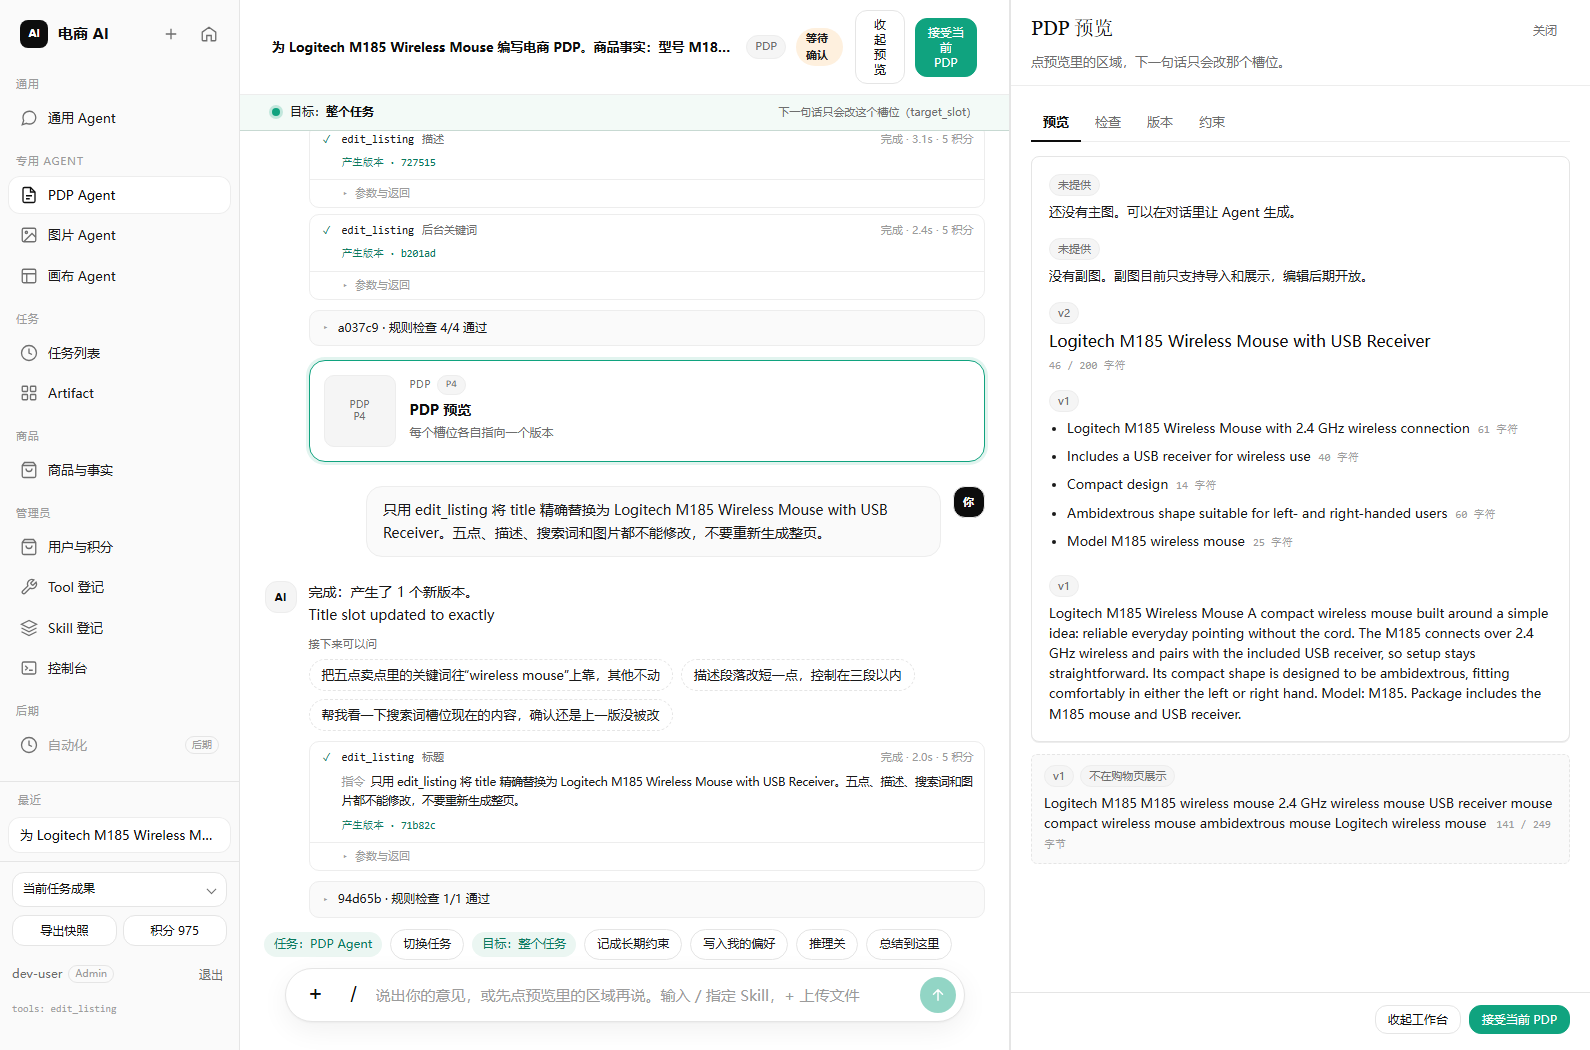 AI 电商 AI
通用
通用 Agent
专用 AGENT
PDP Agent
图片 Agent
画布 Agent
任务
任务列表
Artifact
商品
商品与事实
管理员
用户与积分
Tool 登记
Skill 登记
控制台
后期
自动化 后期
最近
为 Logitech M185 Wireless M...
当前任务成果
导出快照 积分 975
dev-user Admin 退出
tools: edit_listing
为 Logitech M185 Wireless Mouse 编写电商 PDP。商品事实：型号 M18...
PDP
等待
确认
收
起
预
览
接受当
前
PDP
目标：整个任务 下一句话只会改这个槽位（target_slot）
✓ edit_listing 描述 完成 · 3.1s · 5 积分
产生版本 · 727515
参数与返回
✓ edit_listing 后台关键词 完成 · 2.4s · 5 积分
产生版本 · b201ad
参数与返回
a037c9 · 规则检查 4/4 通过
PDP
P4
PDP P4
PDP 预览
每个槽位各自指向一个版本
只用 edit_listing 将 title 精确替换为 Logitech M185 Wireless Mouse with USB
Receiver。五点、描述、搜索词和图片都不能修改，不要重新生成整页。
你
AI
完成：产生了 1 个新版本。
Title slot updated to exactly
接下来可以问
把五点卖点里的关键词往“wireless mouse”上靠，其他不动
描述段落改短一点，控制在三段以内
帮我看一下搜索词槽位现在的内容，确认还是上一版没被改
✓ edit_listing 标题 完成 · 2.0s · 5 积分
指令 只用 edit_listing 将 title 精确替换为 Logitech M185 Wireless Mouse with USB Receiver。五点、描述、搜索词和图
片都不能修改，不要重新生成整页。
产生版本 · 71b82c
参数与返回
94d65b · 规则检查 1/1 通过
任务：PDP Agent 切换任务 目标：整个任务 记成长期约束 写入我的偏好 推理关 总结到这里
+ / 说出你的意见，或先点预览里的区域再说。输入 / 指定 Skill，+ 上传文件
PDP 预览
关闭
点预览里的区域，下一句话只会改那个槽位。
预览 检查 版本 约束
未提供
还没有主图。可以在对话里让 Agent 生成。
未提供
没有副图。副图目前只支持导入和展示，编辑后期开放。
v2
Logitech M185 Wireless Mouse with USB Receiver
46 / 200 字符
v1
• Logitech M185 Wireless Mouse with 2.4 GHz wireless connection 61 字符
• Includes a USB receiver for wireless use 40 字符
• Compact design 14 字符
• Ambidextrous shape suitable for left- and right-handed users 60 字符
• Model M185 wireless mouse 25 字符
v1
Logitech M185 Wireless Mouse A compact wireless mouse built around a simple
idea: reliable everyday pointing without the cord. The M185 connects over 2.4
GHz wireless and pairs with the included USB receiver, so setup stays
straightforward. Its compact shape is designed to be ambidextrous, fitting
comfortably in either the left or right hand. Model: M185. Package includes the
M185 mouse and USB receiver.
v1 不在购物页展示
Logitech M185 M185 wireless mouse 2.4 GHz wireless mouse USB receiver mouse
compact wireless mouse ambidextrous mouse Logitech wireless mouse 141 / 249
字节
收起工作台 接受当前 PDP